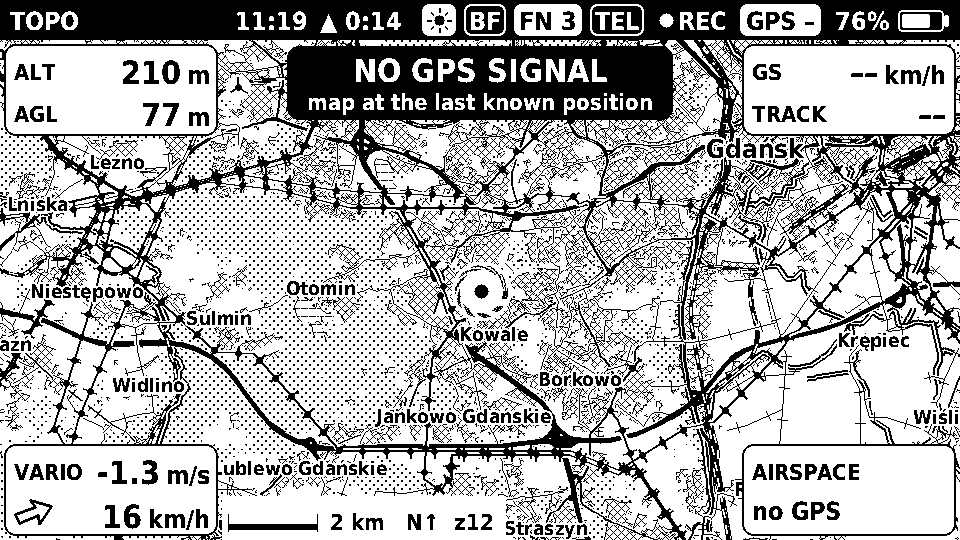 TOPO 11:19 ▲ 0:14 BF FN 3 TEL ●REC GPS – 76%
ALT 210 m
AGL 77 m
NO GPS SIGNAL
map at the last known position
GS -- km/h
TRACK --
Gdańsk
Lezno
Lniska
Otomin
Niestepowo
Sulmin
Kowale
Krepiec
azn
Borkowo
Widlino
Jankowo Gdanskie
Wisli
ublewo Gdanskie
VARIO -1.3 m/s
16 km/h
2 km N↑ z12
Straszyn
AIRSPACE
no GPS